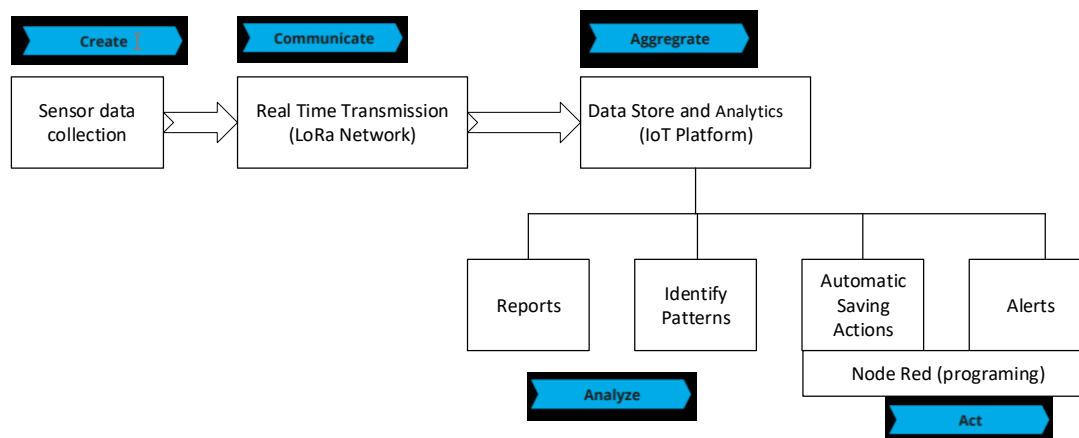 Create
Communicate
Aggregrate
Sensor data
collection
Real Time Transmission
(LoRa Network)
Data Store and Analytics
(IoT Platform)
Reports
Identify
Patterns
Automatic
Saving
Actions
Alerts
Node Red (programing)
Analyze
Act